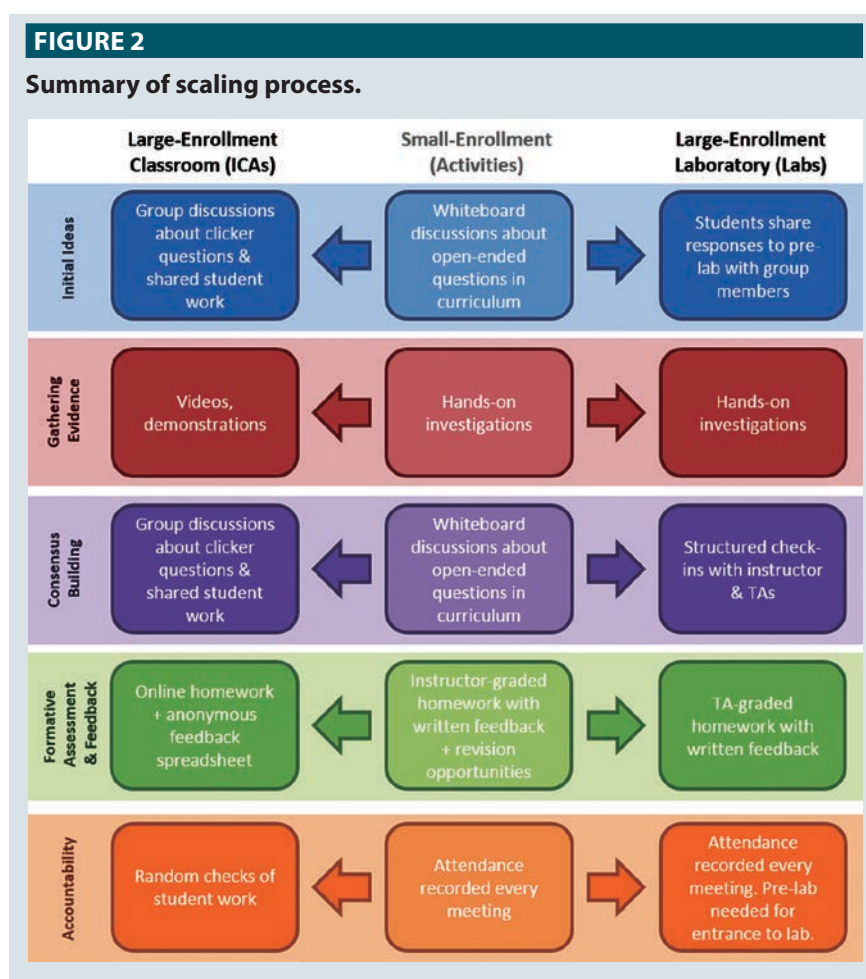 FIGURE 2
Summary of scaling process.
Large-Enrollment
Classroom (ICAs)
Small-Enrollment
(Activities)
Large-Enrollment
Laboratory (Labs)
Initial Ideas
Group discussions
about clicker
questions &
shared student
work
Whiteboard
discussions about
open-ended
questions in
curriculum
Students share
responses to pre-
lab with group
members
Gathering
Evidence
Videos,
demonstrations
Hands-on
investigations
Hands-on
investigations
Consensus
Building
Group discussions
about clicker
questions &
shared student
work
Whiteboard
discussions about
open-ended
questions in
curriculum
Structured check-
ins with instructor
& TAs
Formative
Assessment
& Feedback
Online homework
+ anonymous
feedback
spreadsheet
Instructor-graded
homework with
written feedback
+ revision
opportunities
TA-graded
homework with
written feedback
Accountability
Random checks of
student work
Attendance
recorded every
meeting
Attendance
recorded every
meeting. Pre-lab
needed for
entrance to lab.